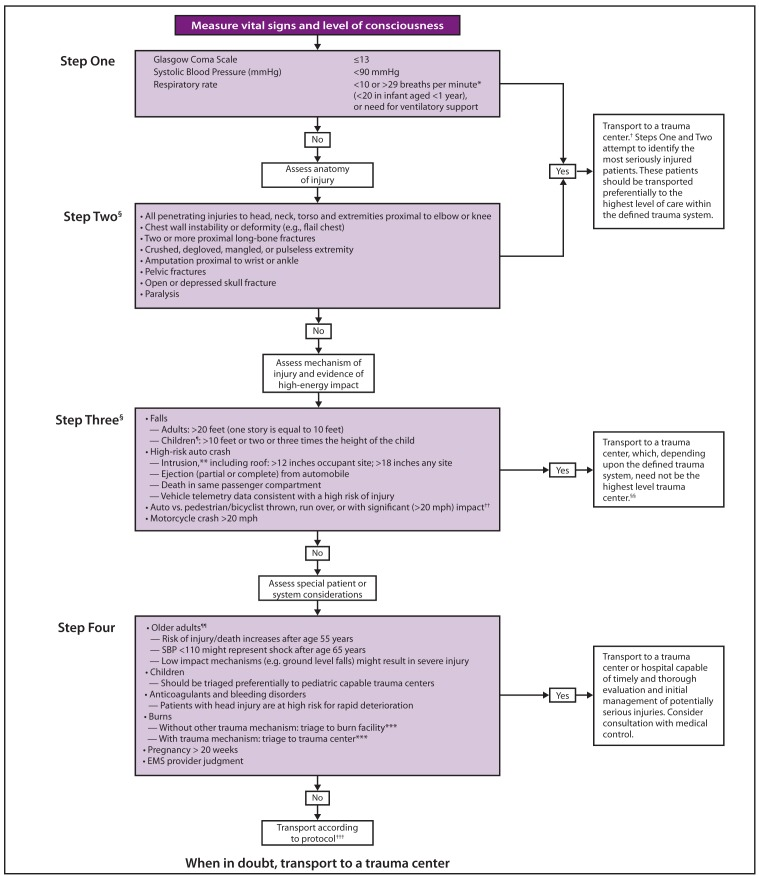 Measure vital signs and level of consciousness
Step One
Glasgow Coma Scale ≤13
Systolic Blood Pressure (mmHg) <90 mmHg
Respiratory rate <10 or >29 breaths per minute*
(<20 in infant aged <1 year),
or need for ventilatory support
No
Assess anatomy
of injury
Yes
Transport to a trauma
center.† Steps One and Two
attempt to identify the
most seriously injured
patients. These patients
should be transported
preferentially to the
highest level of care within
the defined trauma system.
Step Two§
• All penetrating injuries to head, neck, torso and extremities proximal to elbow or knee
• Chest wall instability or deformity (e.g., flail chest)
• Two or more proximal long-bone fractures
• Crushed, degloved, mangled, or pulseless extremity
• Amputation proximal to wrist or ankle
• Pelvic fractures
• Open or depressed skull fracture
• Paralysis
No
Assess mechanism of
injury and evidence of
high-energy impact
Step Three§
• Falls
— Adults: >20 feet (one story is equal to 10 feet)
— Children¶: >10 feet or two or three times the height of the child
• High-risk auto crash
— Intrusion,** including roof: >12 inches occupant site; >18 inches any site
— Ejection (partial or complete) from automobile
— Death in same passenger compartment
— Vehicle telemetry data consistent with a high risk of injury
• Auto vs. pedestrian/bicyclist thrown, run over, or with significant (>20 mph) impact††
• Motorcycle crash >20 mph
Yes
Transport to a trauma
center, which, depending
upon the defined trauma
system, need not be the
highest level trauma
center.§§
No
Assess special patient or
system considerations
Step Four
• Older adults¶¶
— Risk of injury/death increases after age 55 years
— SBP <110 might represent shock after age 65 years
— Low impact mechanisms (e.g. ground level falls) might result in severe injury
• Children
— Should be triaged preferentially to pediatric capable trauma centers
• Anticoagulants and bleeding disorders
— Patients with head injury are at high risk for rapid deterioration
• Burns
— Without other trauma mechanism: triage to burn facility***
— With trauma mechanism: triage to trauma center***
• Pregnancy > 20 weeks
• EMS provider judgment
Yes
Transport to a trauma
center or hospital capable
of timely and thorough
evaluation and initial
management of potentially
serious injuries. Consider
consultation with medical
control.
No
Transport according
to protocol†††
When in doubt, transport to a trauma center